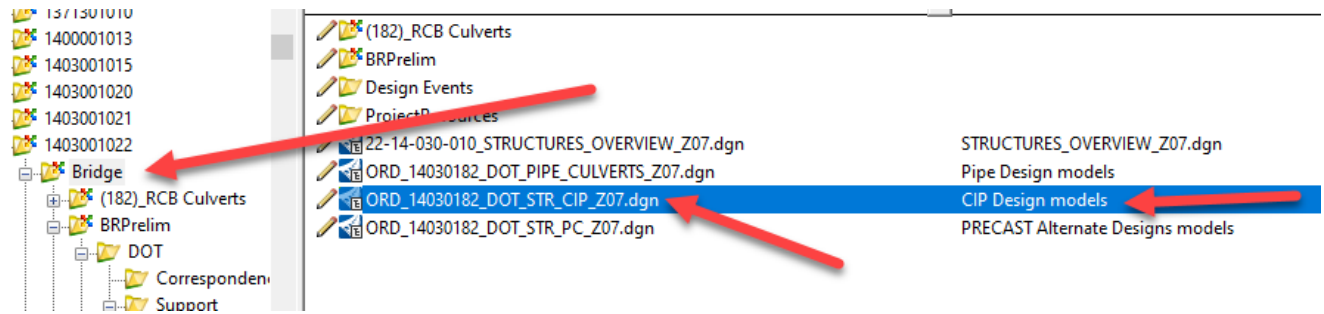 1371301010
1400001013
1403001015
1403001020
1403001021
1403001022
Bridge
(182)_RCB Culverts
BRPrelim
DOT
Support
(182)_RCB Culverts
BRPrelim
Design Events
22-14-030-010_STRUCTURES_OVERVIEW_Z07.dgn STRUCTURES_OVERVIEW_Z07.dgn
ORD_14030182_DOT_PIPE_CULVERTS_Z07.dgn Pipe Design models
ORD_14030182_DOT_STR_CIP_Z07.dgn CIP Design models
ORD_14030182_DOT_STR_PC_Z07.dgn PRECAST Alternate Designs models